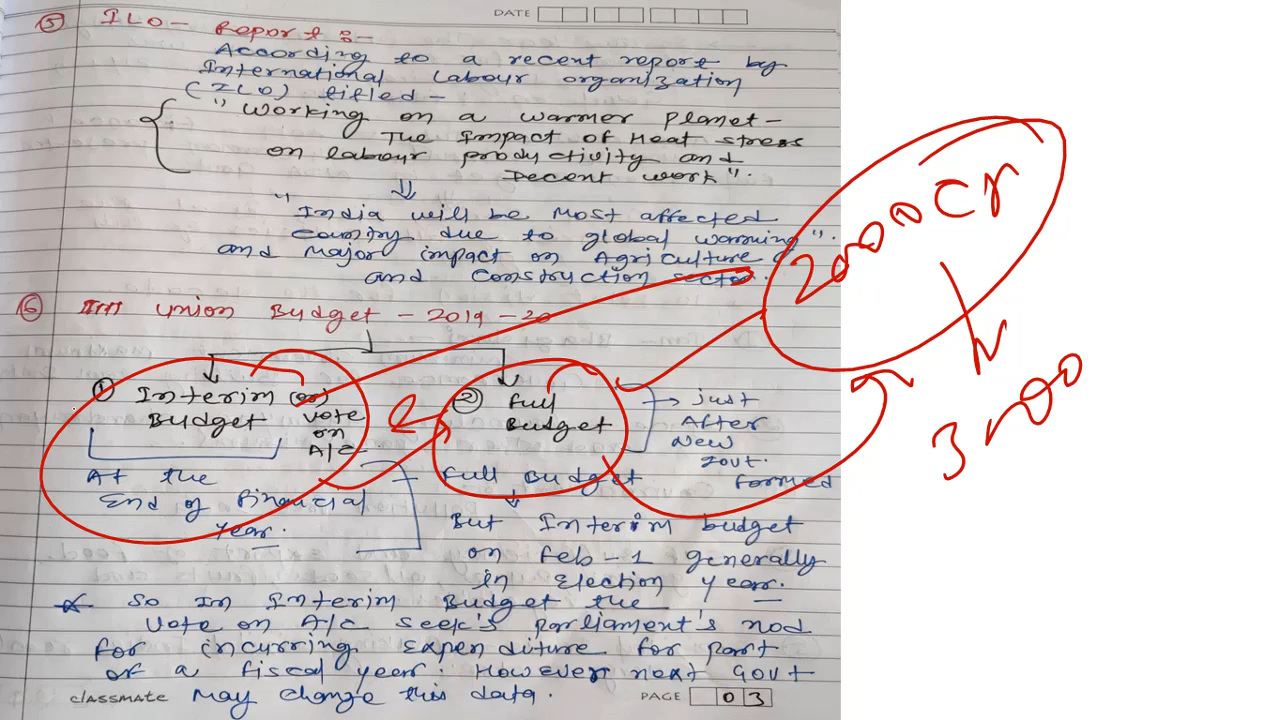 DATE
⑤ ILO - Report :-
According to a recent report by
International Labour organization
(ILO) titled -
"Working on a warmer Planet -
The Impact of Heat stress
on labour productivity and
Decent work".
"India will be Most affected
country due to global warming".
and major impact on Agriculture &
and Construction sector.
⑥ Union Budget - 2019 - 20
① Interim (or)
Budget vote
on
A/C
② full
Budget
→ just
After
New
Govt.
formed
At the
End of financial
Year.
full Budget
But Interim budget
on Feb - 1 generally
in Election year.
So In Interim Budget the
Vote on A/C seek's parliament's nod
for incurring Expenditure for part
of a fiscal year. However next Govt
may change this data.
classmate
PAGE 03
20000 Cr